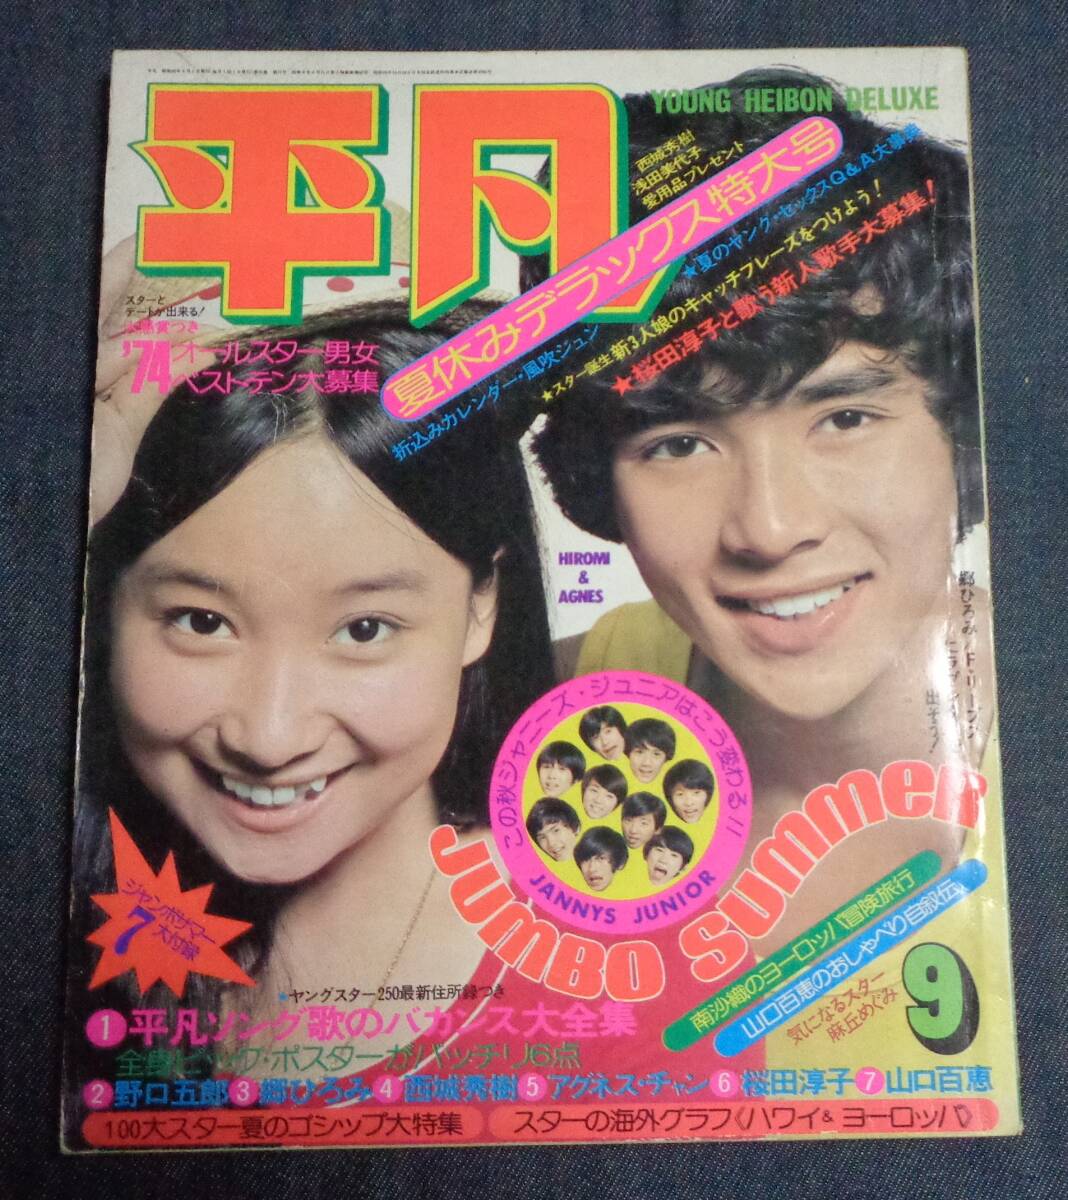 平凡
YOUNG HEIBON DELUXE
西城秀樹
浅田美代子
愛用品プレゼント
夏休みデラックス特大号
★夏のヤング・セックスQ&A大募集
折込みカレンダー・風吹ジュン
★スター誕生新3人娘のキャッチフレーズをつけよう!
★桜田淳子と歌う新人歌手大募集!
スターと
デートが出来る!
大懸賞つき
'74オールスター男女
ベストテン大募集
HIROMI
&
AGNES
郷ひろみ
この秋ジャニーズ・ジュニアはこう変わる!!
JANNYS JUNIOR
JUMBO SUMMER
ジャンボサマー
7大付録
南沙織のヨーロッパ冒険旅行
山口百恵のおしゃべり自叙伝
気になるスター
麻丘めぐみ
9
★ヤングスター250最新住所録つき
1平凡ソング歌のバカンス大全集
全身ビッグ・ポスターがバッチリ6点
2野口五郎3郷ひろみ4西城秀樹5アグネス・チャン6桜田淳子7山口百恵
100大スター夏のゴシップ大特集
スターの海外グラフ《ハワイ&ヨーロッパ》